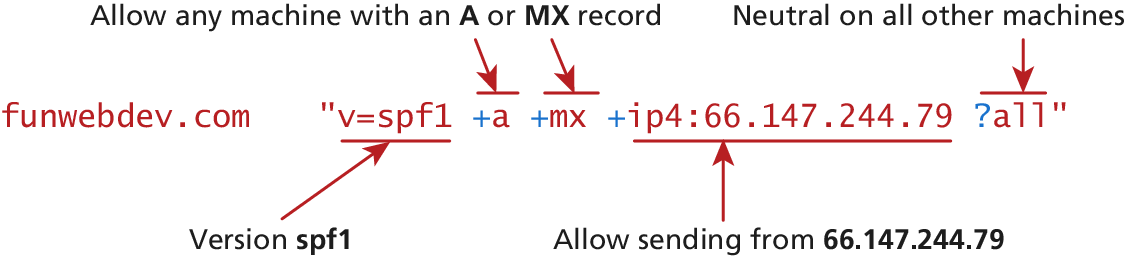 Allow any machine with an A or MX record
Neutral on all other machines
funwebdev.com "v=spf1 +a +mx +ip4:66.147.244.79 ?all"
Version spf1
Allow sending from 66.147.244.79